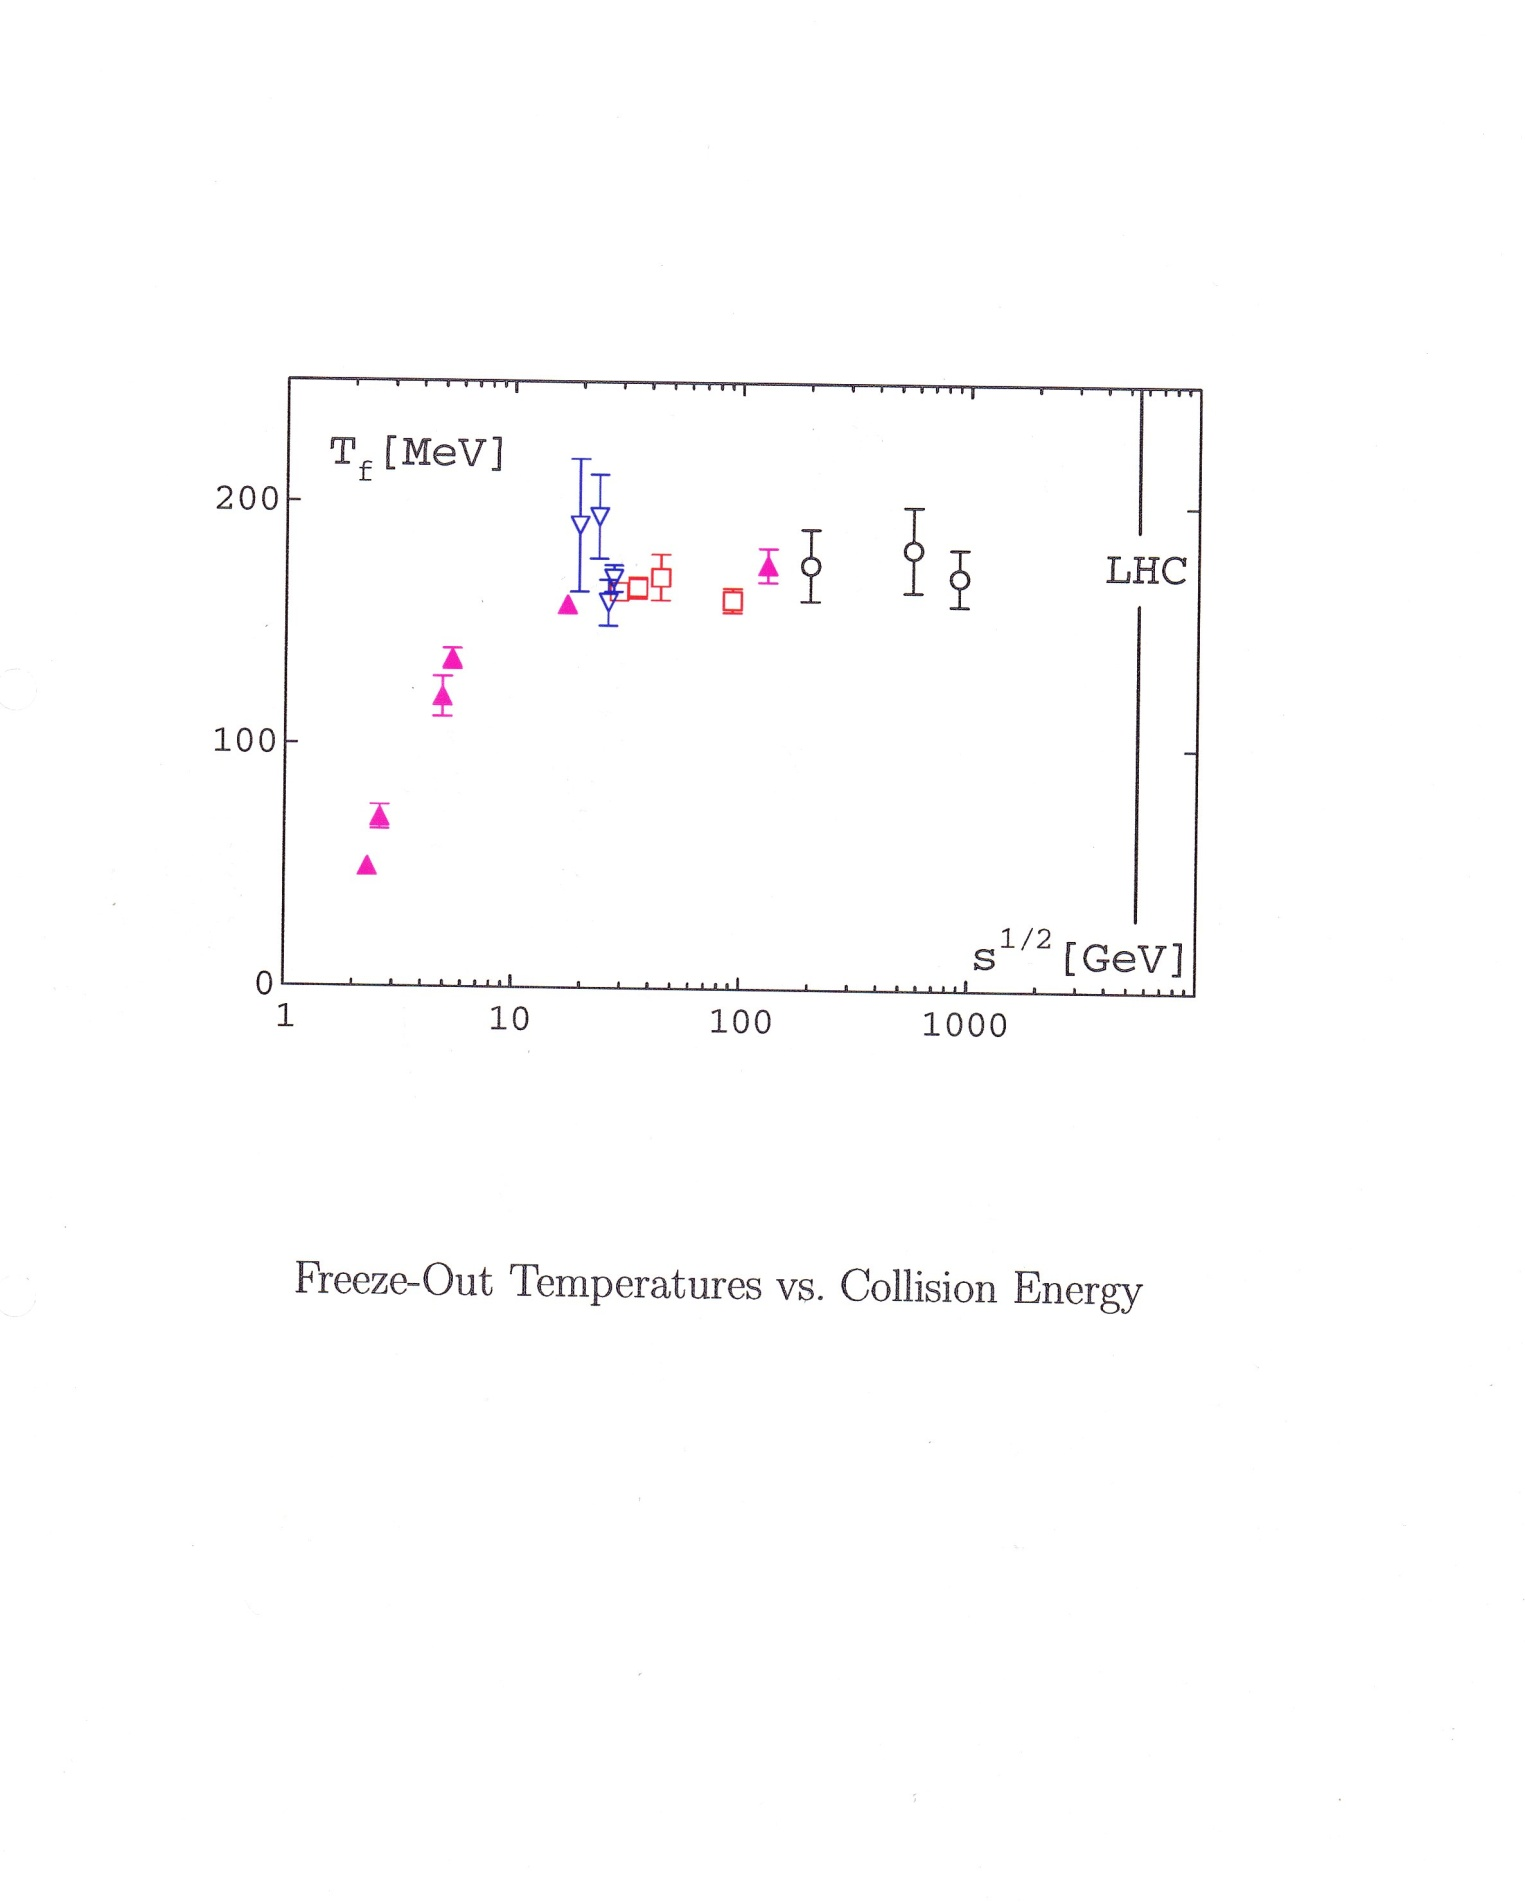 T_f [MeV]
200
LHC
100
s^1/2 [GeV]
0
1 10 100 1000
Freeze-Out Temperatures vs. Collision Energy